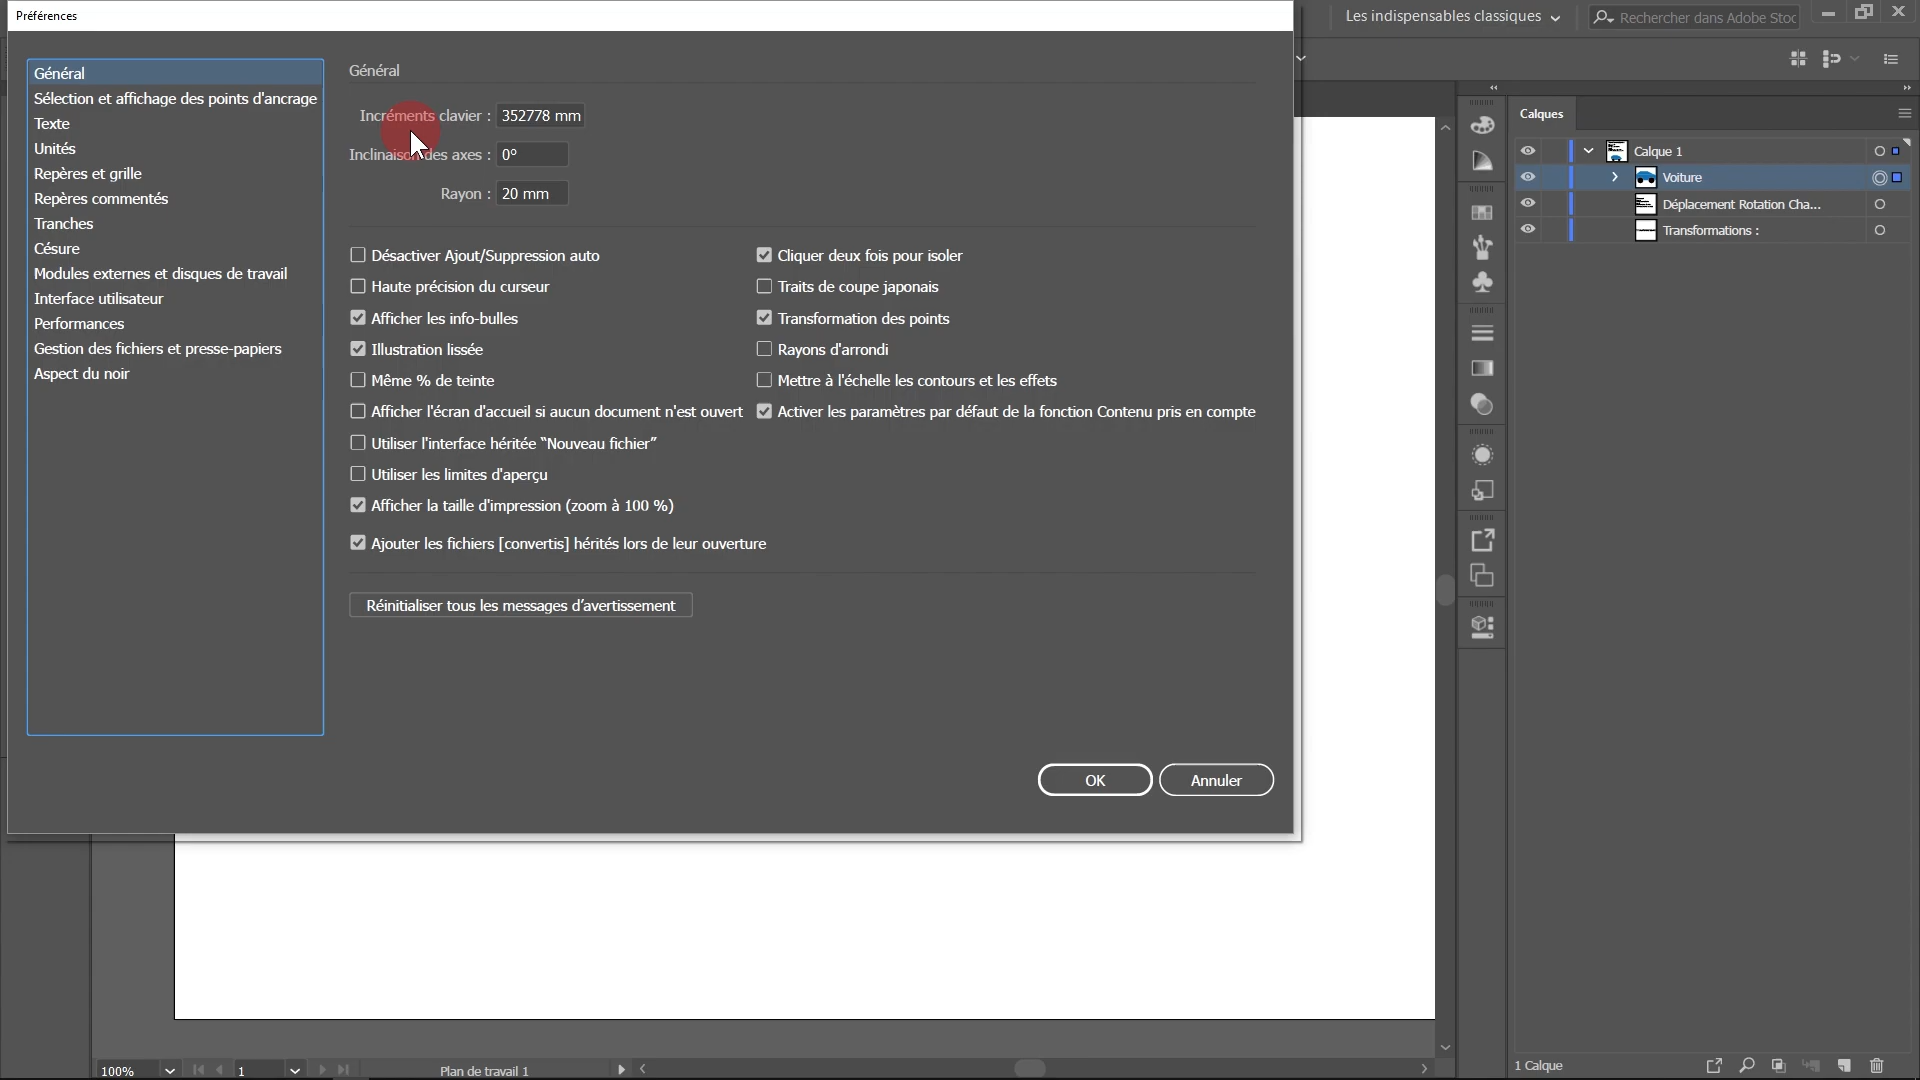 Préférences
Les indispensables classiques
Rechercher dans Adobe Stoc
Général
Sélection et affichage des points d'ancrage
Texte
Unités
Repères et grille
Repères commentés
Tranches
Césure
Modules externes et disques de travail
Interface utilisateur
Performances
Gestion des fichiers et presse-papiers
Aspect du noir
Général
Incréments clavier : 352778 mm
Inclinaison des axes : 0°
Rayon : 20 mm
Désactiver Ajout/Suppression auto
Haute précision du curseur
Afficher les info-bulles
Illustration lissée
Même % de teinte
Afficher l'écran d'accueil si aucun document n'est ouvert
Utiliser l'interface héritée “Nouveau fichier”
Utiliser les limites d'aperçu
Afficher la taille d'impression (zoom à 100 %)
Ajouter les fichiers [convertis] hérités lors de leur ouverture
Cliquer deux fois pour isoler
Traits de coupe japonais
Transformation des points
Rayons d'arrondi
Mettre à l'échelle les contours et les effets
Activer les paramètres par défaut de la fonction Contenu pris en compte
Réinitialiser tous les messages d’avertissement
OK
Annuler
Calques
Calque 1
Voiture
Déplacement Rotation Cha...
Transformations :
100%
1
Plan de travail 1
1 Calque